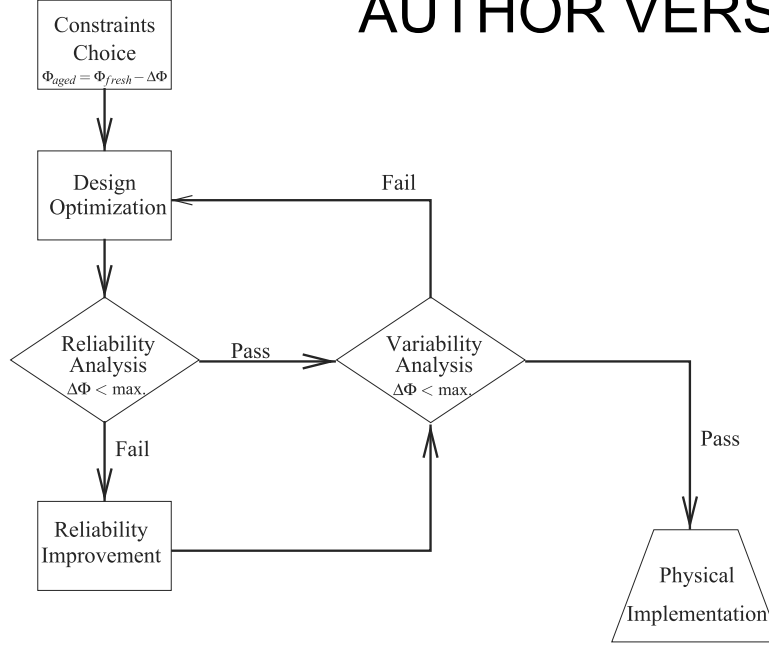 AUTHOR VERS
Constraints
Choice
Φaged = Φfresh − ΔΦ
Design
Optimization
Fail
Reliability
Analysis
ΔΦ < max.
Pass
Variability
Analysis
ΔΦ < max.
Fail
Pass
Reliability
Improvement
Physical
Implementation